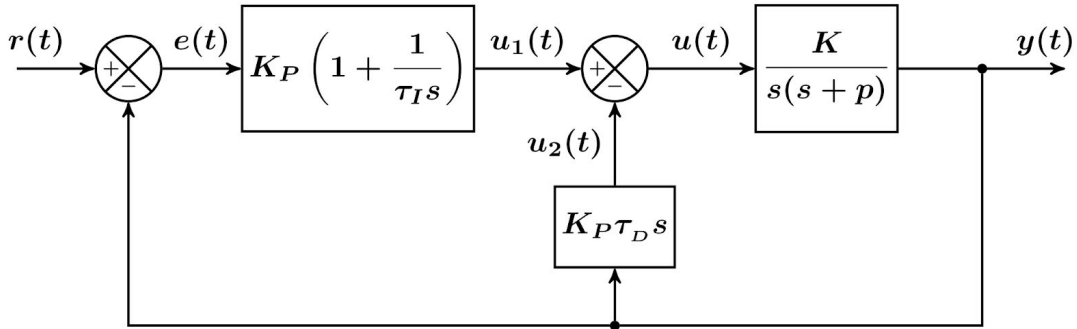 r(t)
+
−
e(t)
K_P (1 + 1/(τ_I s))
u_1(t)
+
−
u(t)
K/(s(s + p))
y(t)
u_2(t)
K_P τ_D s